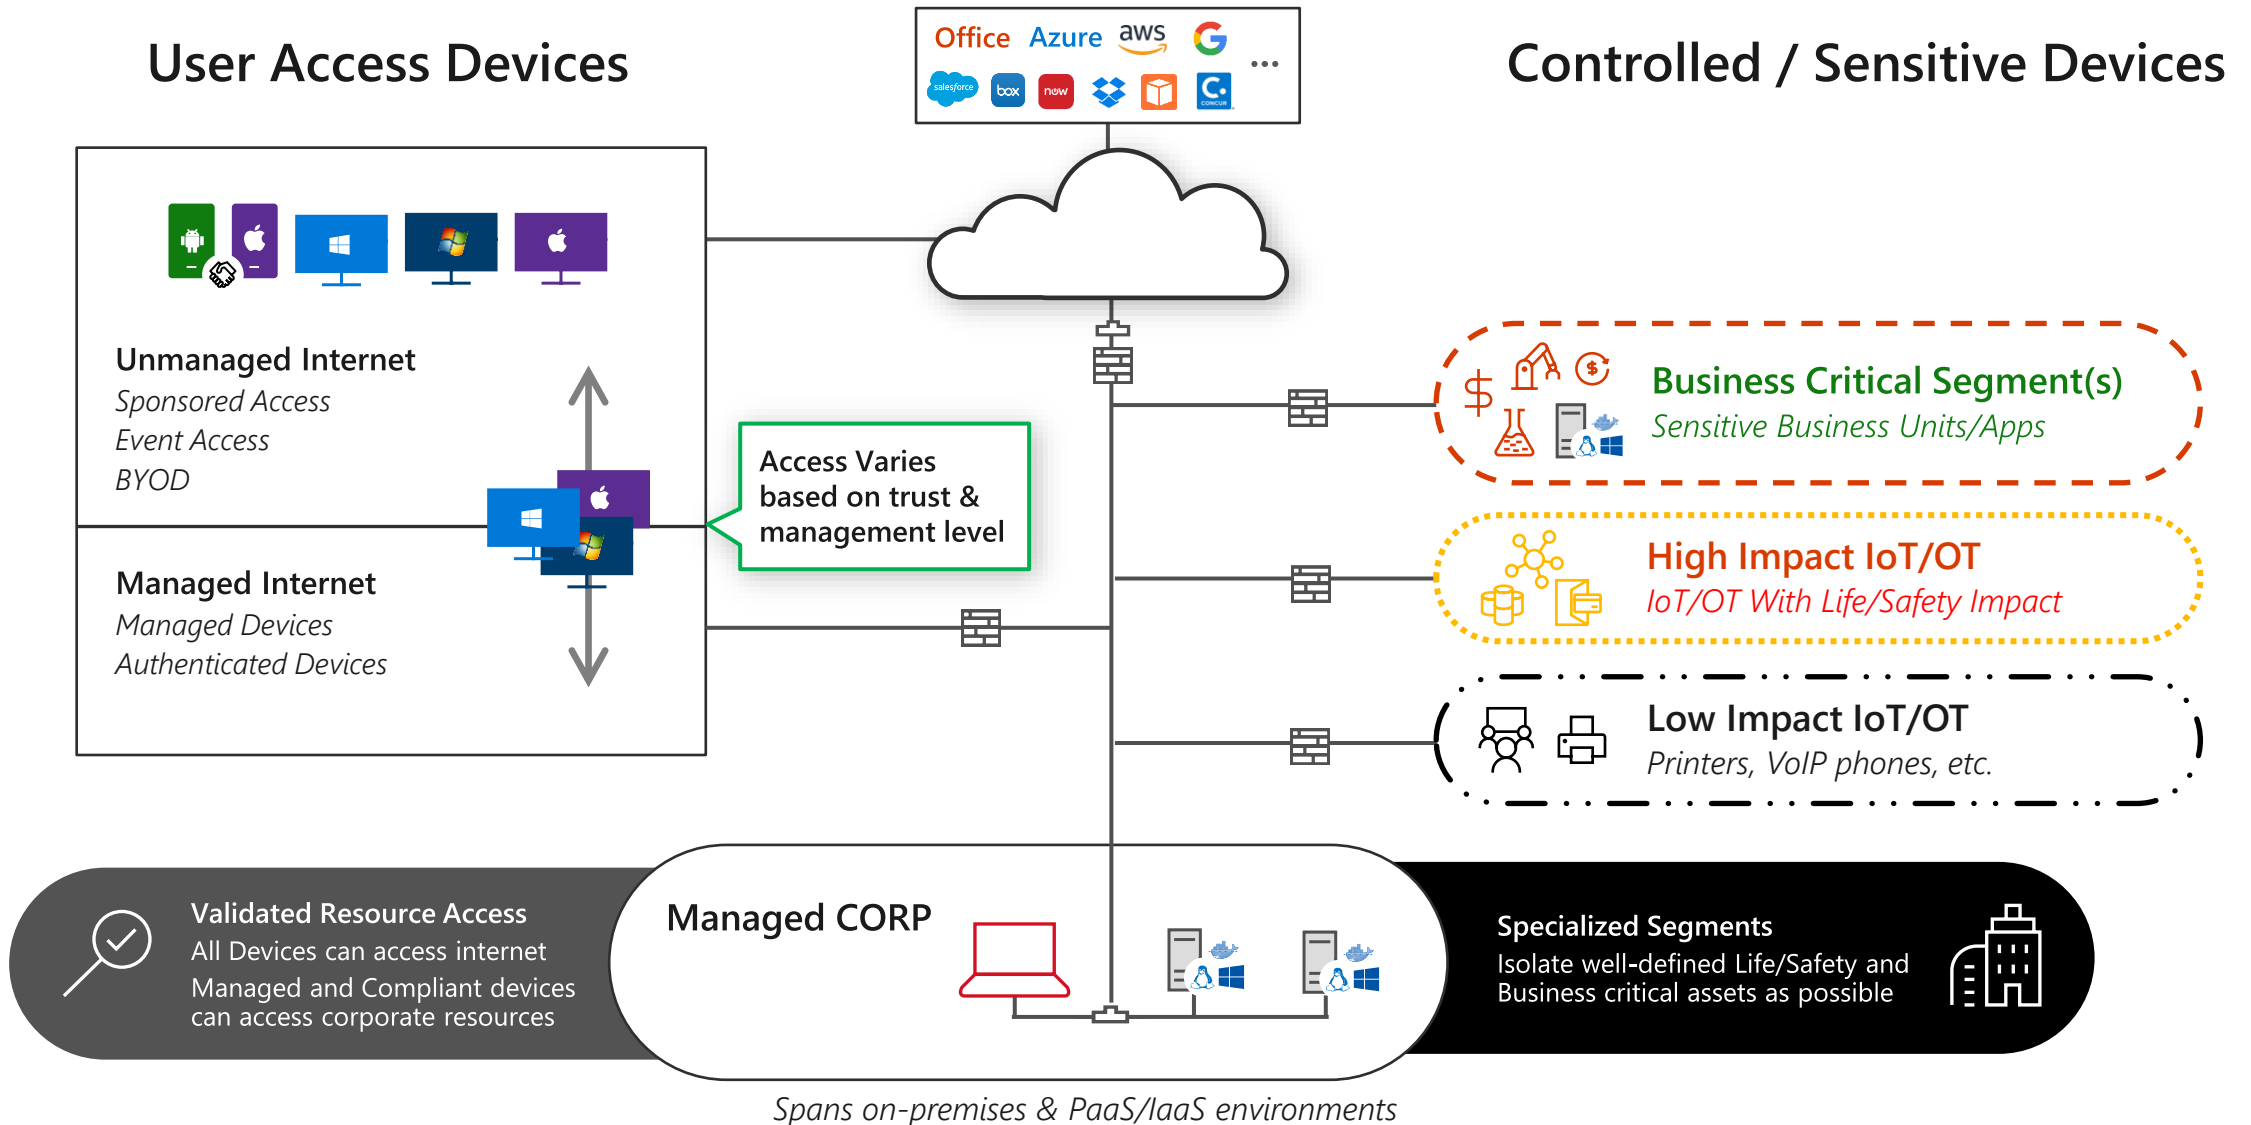 User Access Devices
Office Azure aws G
salesforce box now CONCUR
...
Controlled / Sensitive Devices
Unmanaged Internet
Sponsored Access
Event Access
BYOD
Access Varies
based on trust &
management level
Managed Internet
Managed Devices
Authenticated Devices
Business Critical Segment(s)
Sensitive Business Units/Apps
High Impact IoT/OT
IoT/OT With Life/Safety Impact
Low Impact IoT/OT
Printers, VoIP phones, etc.
Validated Resource Access
All Devices can access internet
Managed and Compliant devices
can access corporate resources
Managed CORP
Specialized Segments
Isolate well-defined Life/Safety and
Business critical assets as possible
Spans on-premises & PaaS/IaaS environments